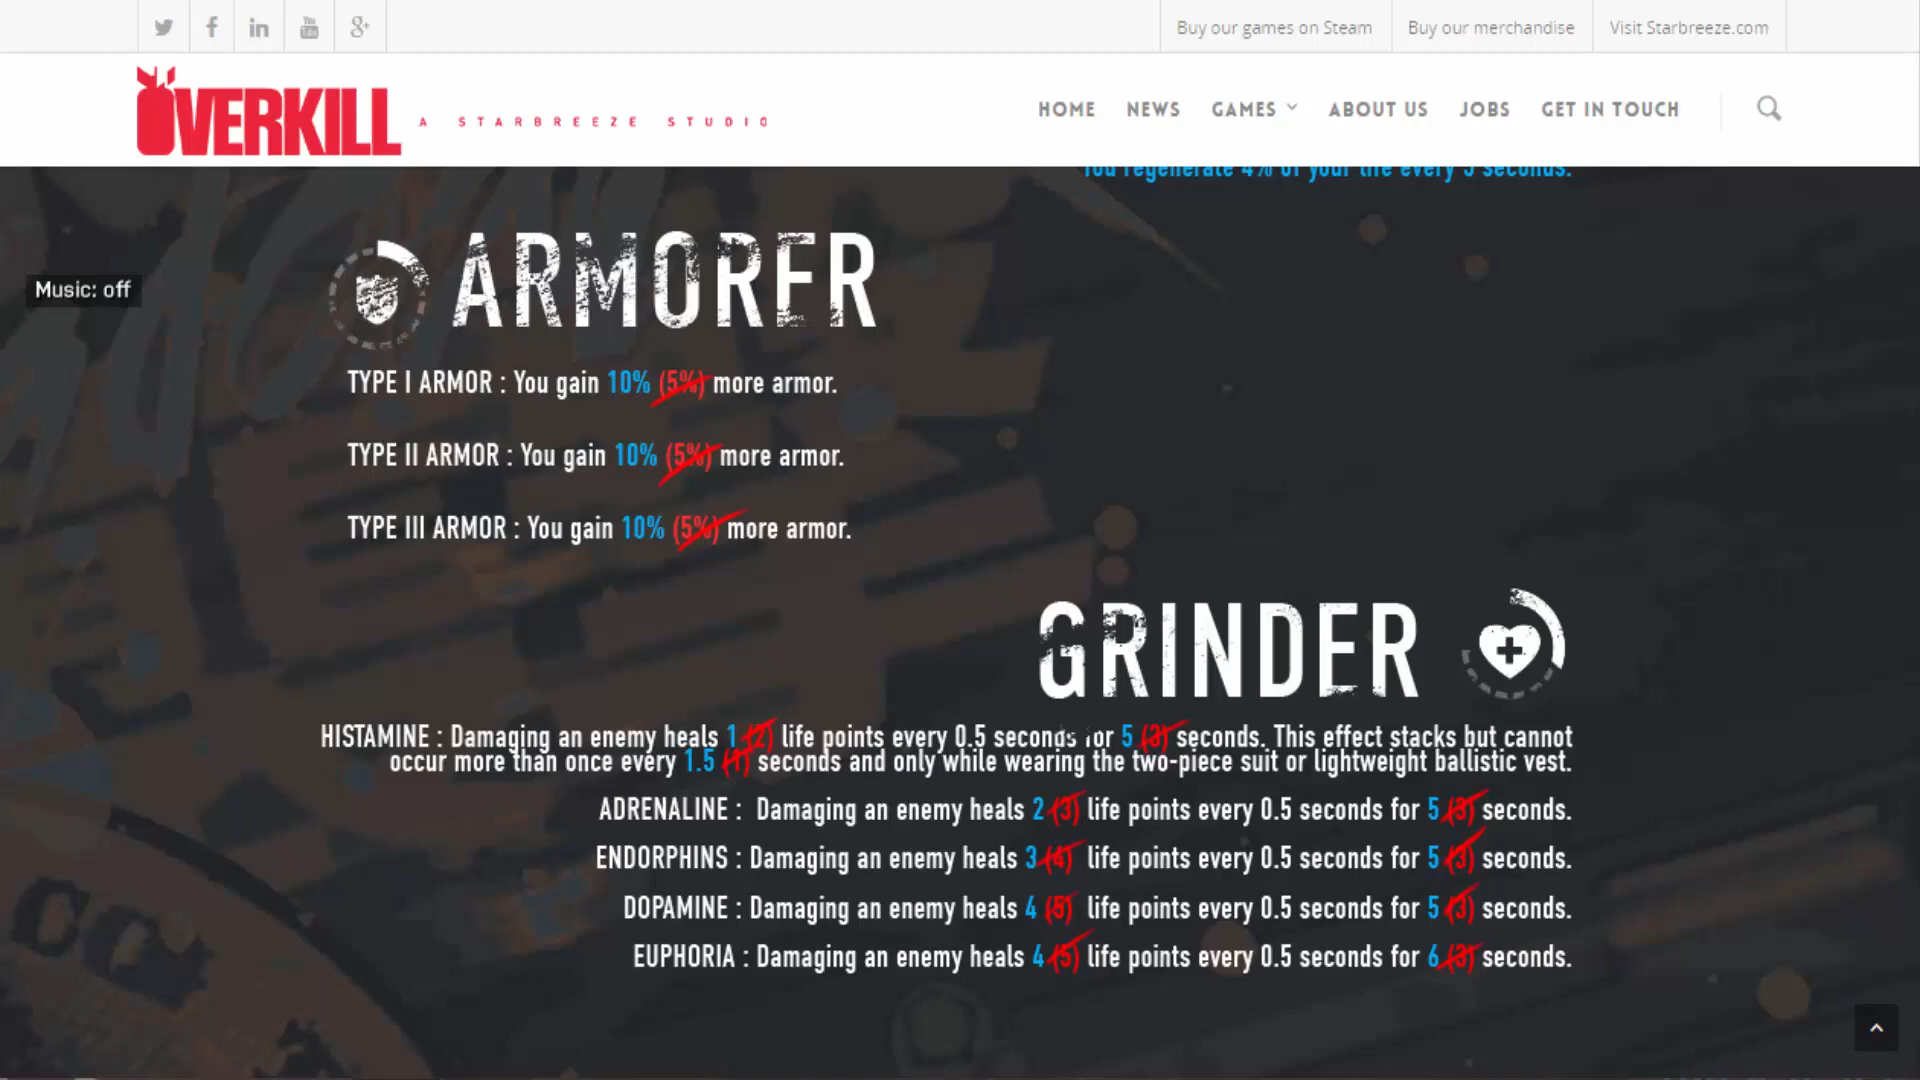 Buy our games on Steam
Buy our merchandise
Visit Starbreeze.com
OVERKILL
A STARBREEZE STUDIO
HOME
NEWS
GAMES
ABOUT US
JOBS
GET IN TOUCH
You regenerate 4% of your life every 5 seconds.
Music: off
ARMORER
TYPE I ARMOR : You gain 10% (5%) more armor.
TYPE II ARMOR : You gain 10% (5%) more armor.
TYPE III ARMOR : You gain 10% (5%) more armor.
GRINDER
HISTAMINE : Damaging an enemy heals 1 (2) life points every 0.5 seconds for 5 (3) seconds. This effect stacks but cannot
occur more than once every 1.5 (1) seconds and only while wearing the two-piece suit or lightweight ballistic vest.
ADRENALINE : Damaging an enemy heals 2 (3) life points every 0.5 seconds for 5 (3) seconds.
ENDORPHINS : Damaging an enemy heals 3 (4) life points every 0.5 seconds for 5 (3) seconds.
DOPAMINE : Damaging an enemy heals 4 (5) life points every 0.5 seconds for 5 (3) seconds.
EUPHORIA : Damaging an enemy heals 4 (5) life points every 0.5 seconds for 6 (3) seconds.